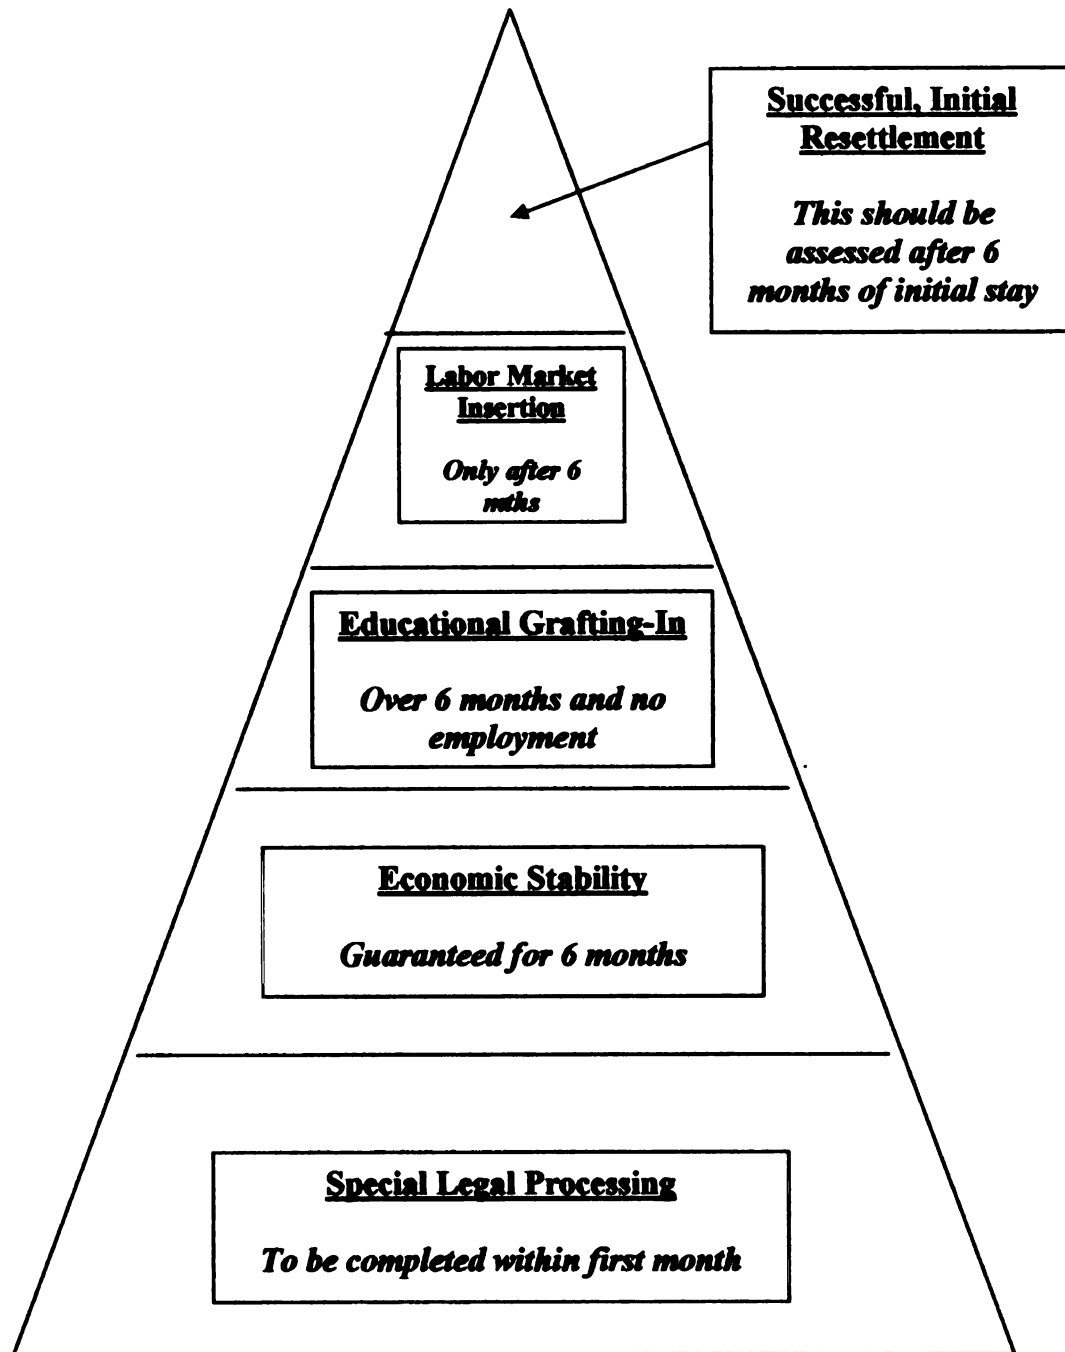 Successful, Initial
Resettlement
This should be
assessed after 6
months of initial stay
Labor Market
Insertion
Only after 6
mths
Educational Grafting-In
Over 6 months and no
employment
Economic Stability
Guaranteed for 6 months
Special Legal Processing
To be completed within first month